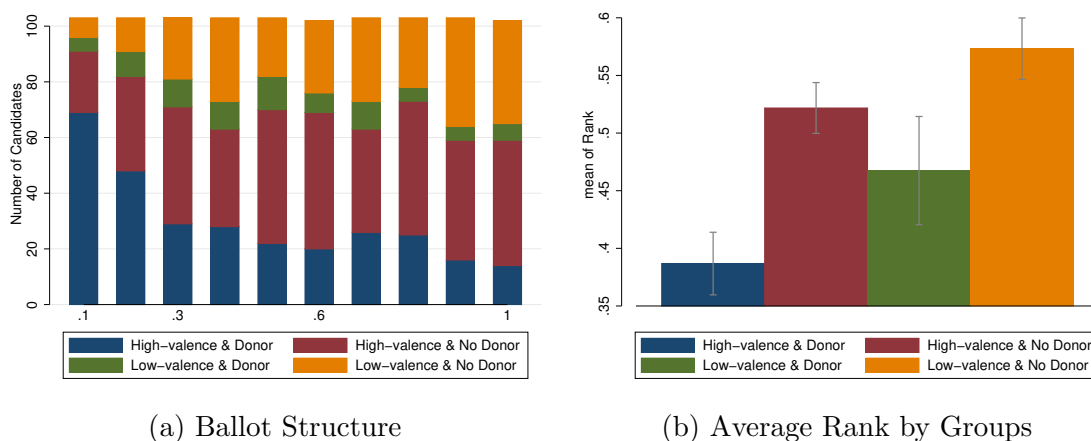 Number of Candidates
100
80
60
40
20
0
.1
.3
.6
1
High-valence & Donor
High-valence & No Donor
Low-valence & Donor
Low-valence & No Donor
(a) Ballot Structure
mean of Rank
.6
.55
.5
.45
.4
.35
High-valence & Donor
High-valence & No Donor
Low-valence & Donor
Low-valence & No Donor
(b) Average Rank by Groups